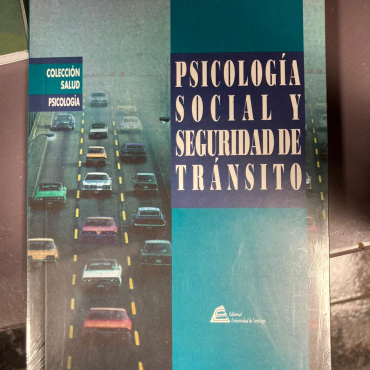 COLECCIÓN
SALUD
PSICOLOGÍA
PSICOLOGÍA
SOCIAL Y
SEGURIDAD DE
TRÁNSITO
Editorial
Universidad de Santiago